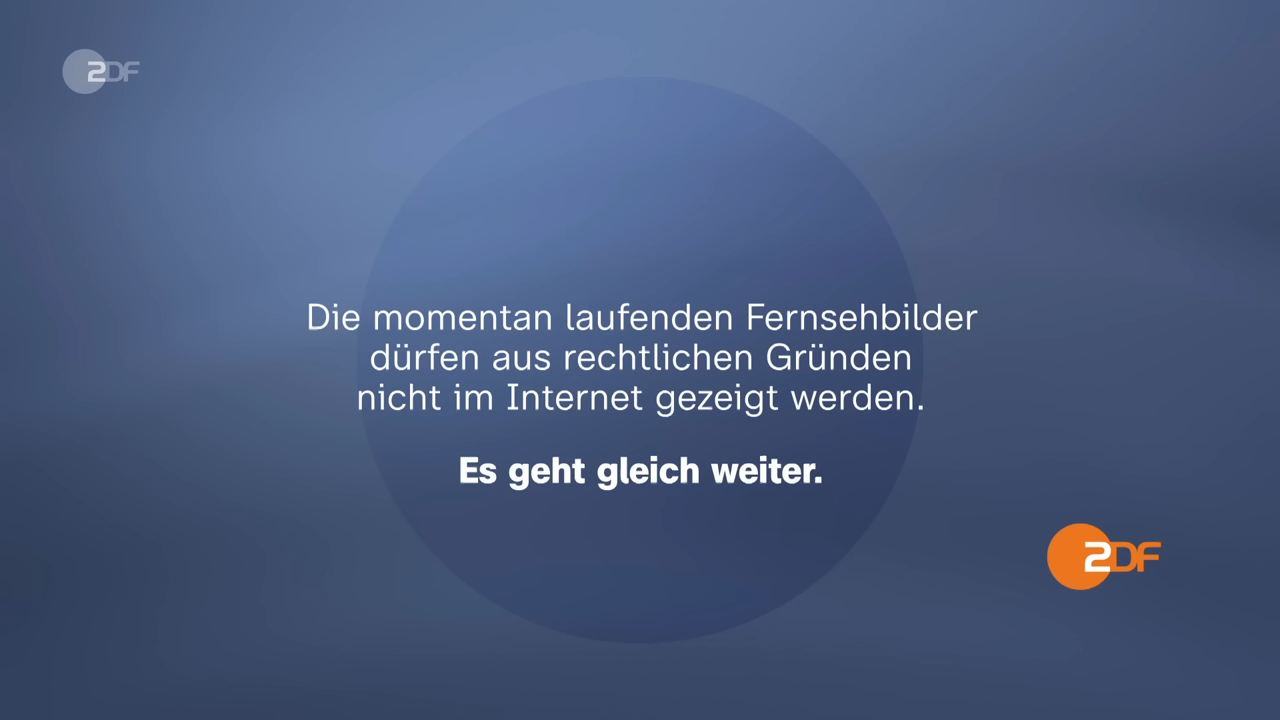 ZDF
Die momentan laufenden Fernsehbilder
dürfen aus rechtlichen Gründen
nicht im Internet gezeigt werden.
Es geht gleich weiter.
ZDF